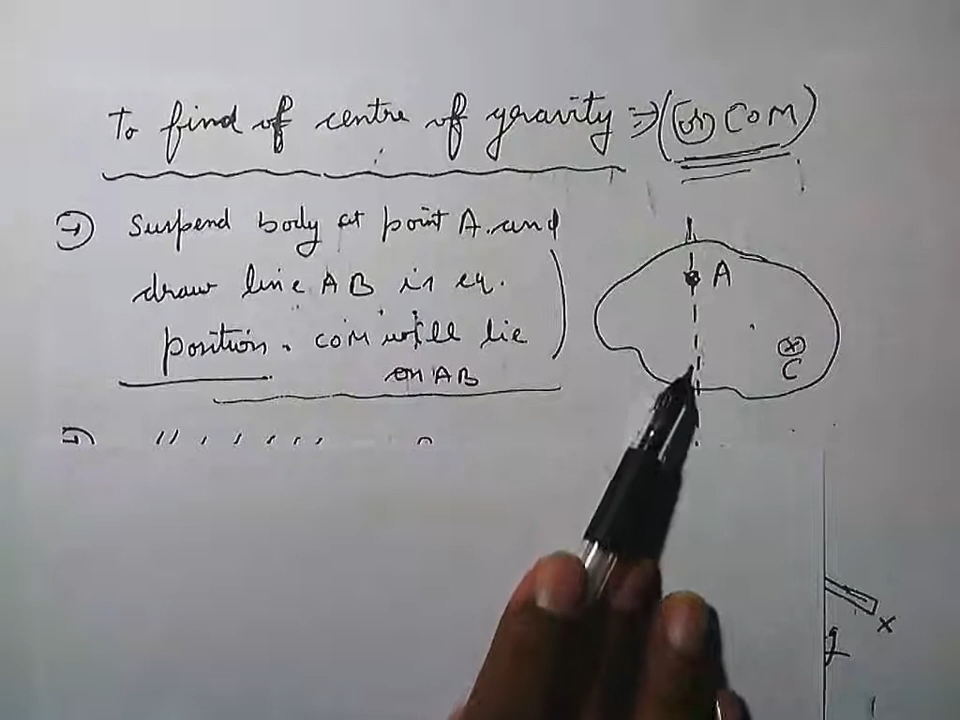 To find of centre of gravity ⇒ (or) COM
→ Suspend body at point A. and
draw line AB in eq.
position. COM will lie
on AB
A
C
x